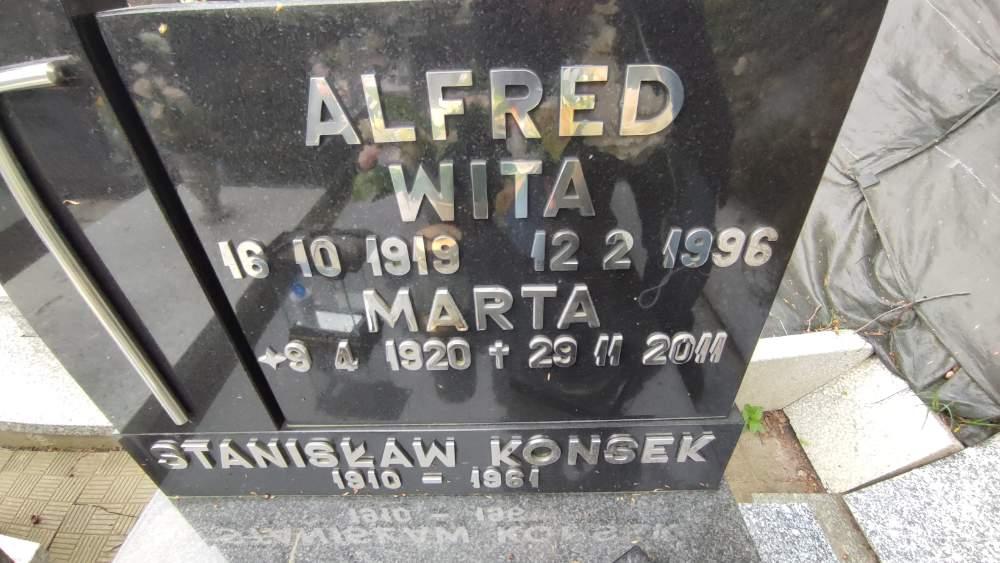 ALFRED
WITA
16 10 1919 12 2 1996
MARTA
9 4 1920 † 29 11 2011
STANISŁAW KONSEK
1910 - 1961